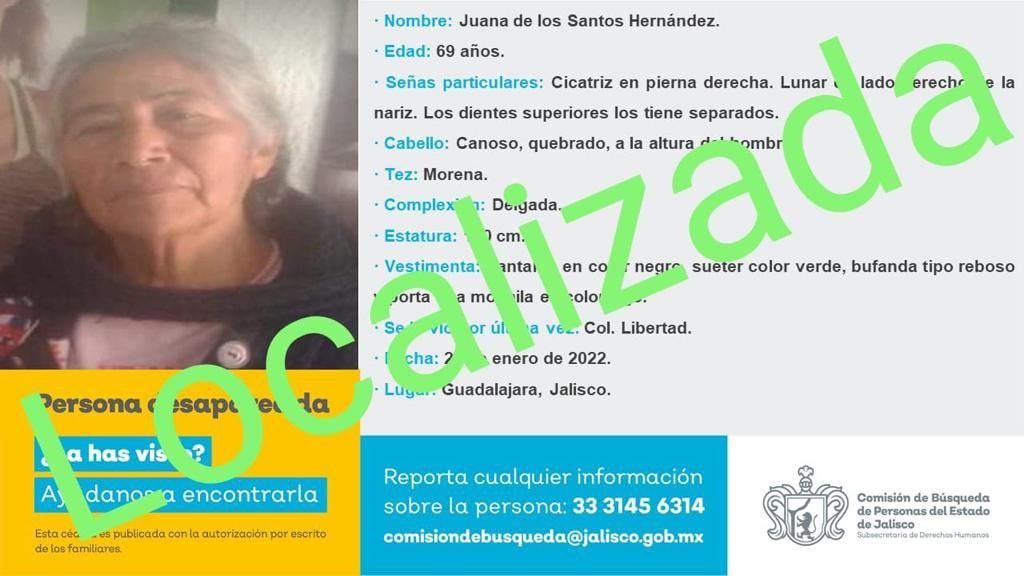 · Nombre: Juana de los Santos Hernández.
· Edad: 69 años.
· Señas particulares: Cicatriz en pierna derecha. Lunar lado derecho de la
nariz. Los dientes superiores los tiene separados.
· Cabello: Canoso, quebrado, a la altura del hombro
· Tez: Morena.
· Complexión: Delgada.
· Estatura: cm.
· Vestimenta: en color negro, suéter color verde, bufanda tipo reboso
porta mochila
· Se vio por última vez: Col. Libertad.
· Fecha: enero de 2022.
· Lugar: Guadalajara, Jalisco.
Localizada
Persona desaparecida
¿La has visto?
Ayúdanos a encontrarla
Esta cédula es publicada con la autorización por escrito
de los familiares.
Reporta cualquier información
sobre la persona: 33 3145 6314
comisiondebusqueda@jalisco.gob.mx
Comisión de Búsqueda
de Personas del Estado
de Jalisco
Subsecretaría de Derechos Humanos